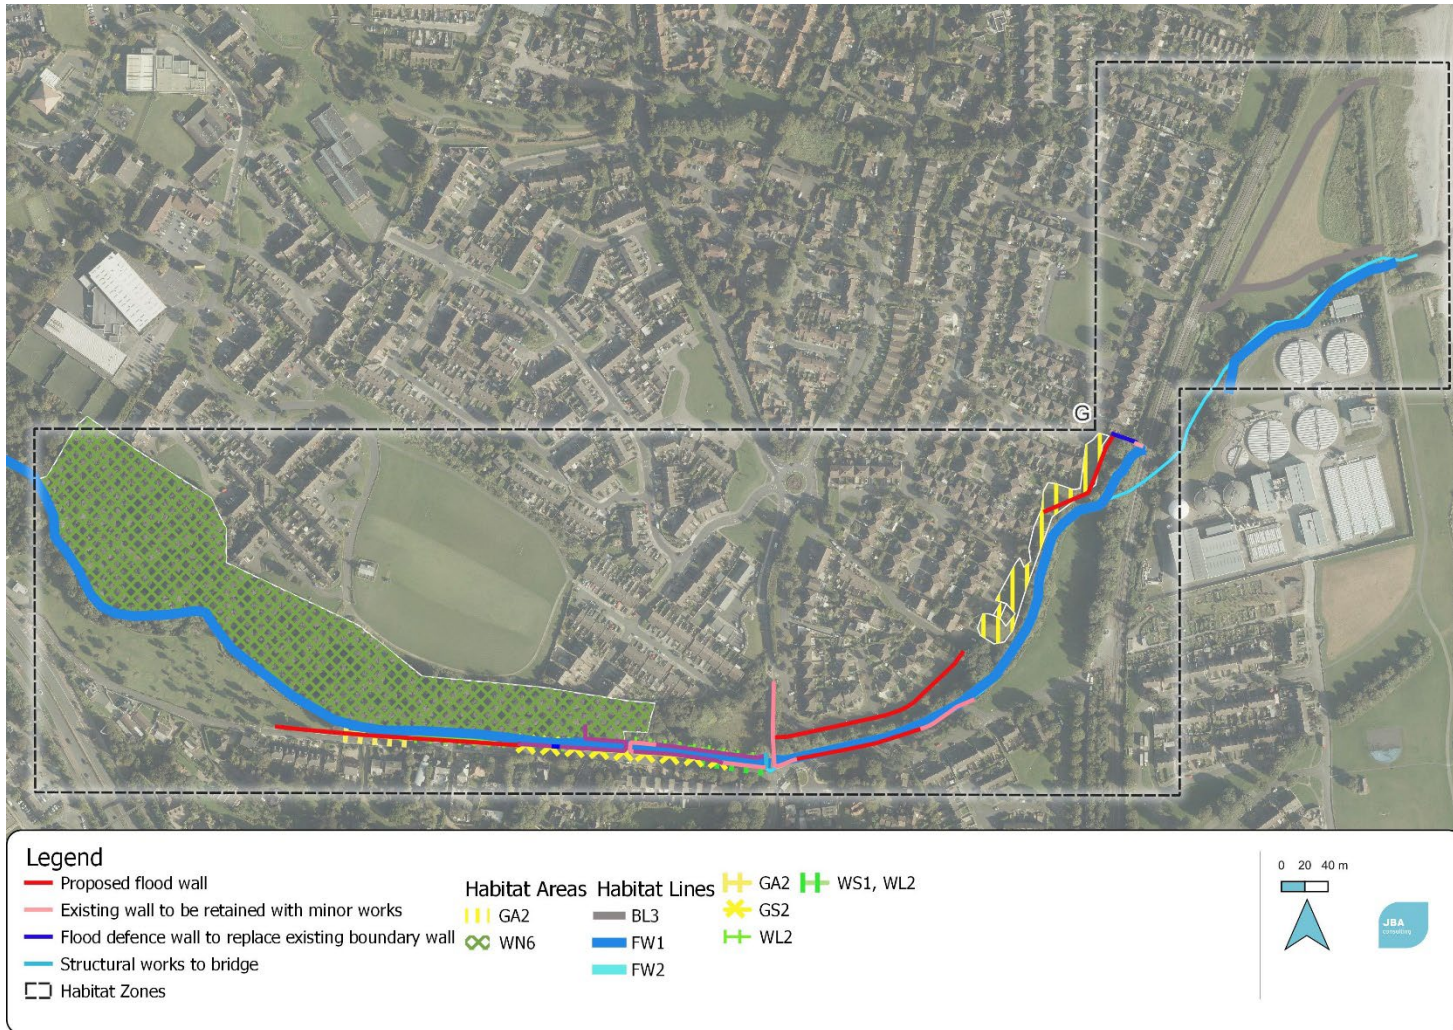 G
Legend
Proposed flood wall
Existing wall to be retained with minor works
Flood defence wall to replace existing boundary wall
Structural works to bridge
Habitat Zones
Habitat Areas
GA2
WN6
Habitat Lines
BL3
FW1
FW2
GA2
GS2
WL2
WS1, WL2
0 20 40 m
JBA
consulting